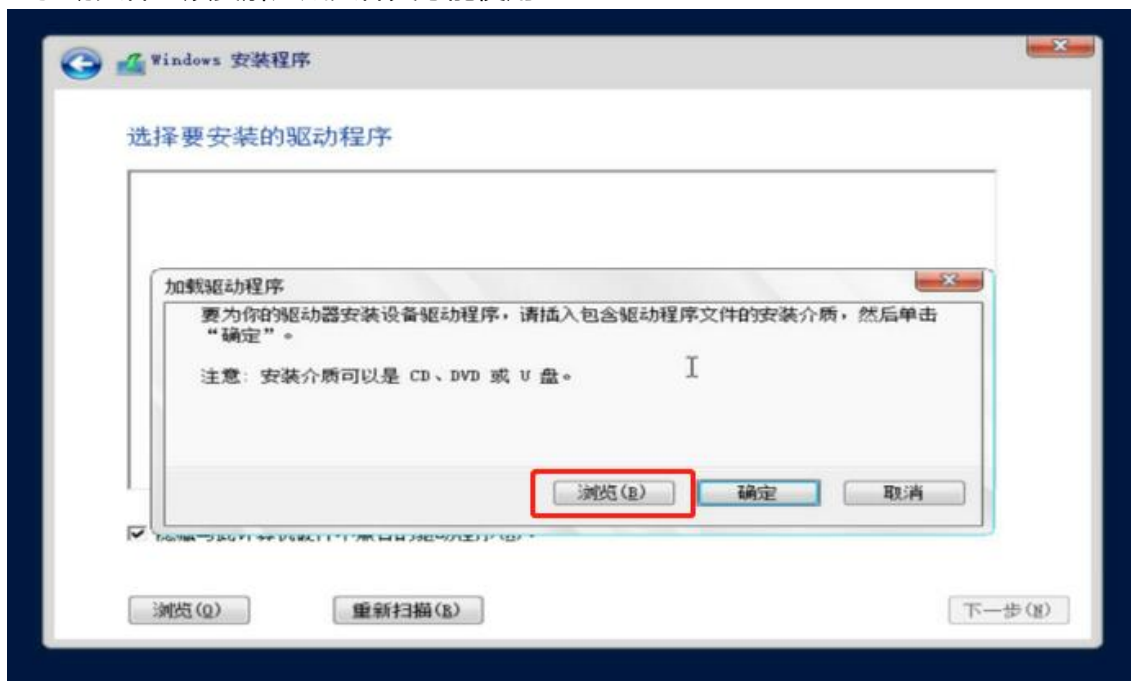 Windows 安装程序
选择要安装的驱动程序
加载驱动程序
要为你的驱动器安装设备驱动程序，请插入包含驱动程序文件的安装介质，然后单击
“确定”。
注意: 安装介质可以是 CD、DVD 或 U 盘。
浏览(B)
确定
取消
浏览(O)
重新扫描(R)
下一步(N)